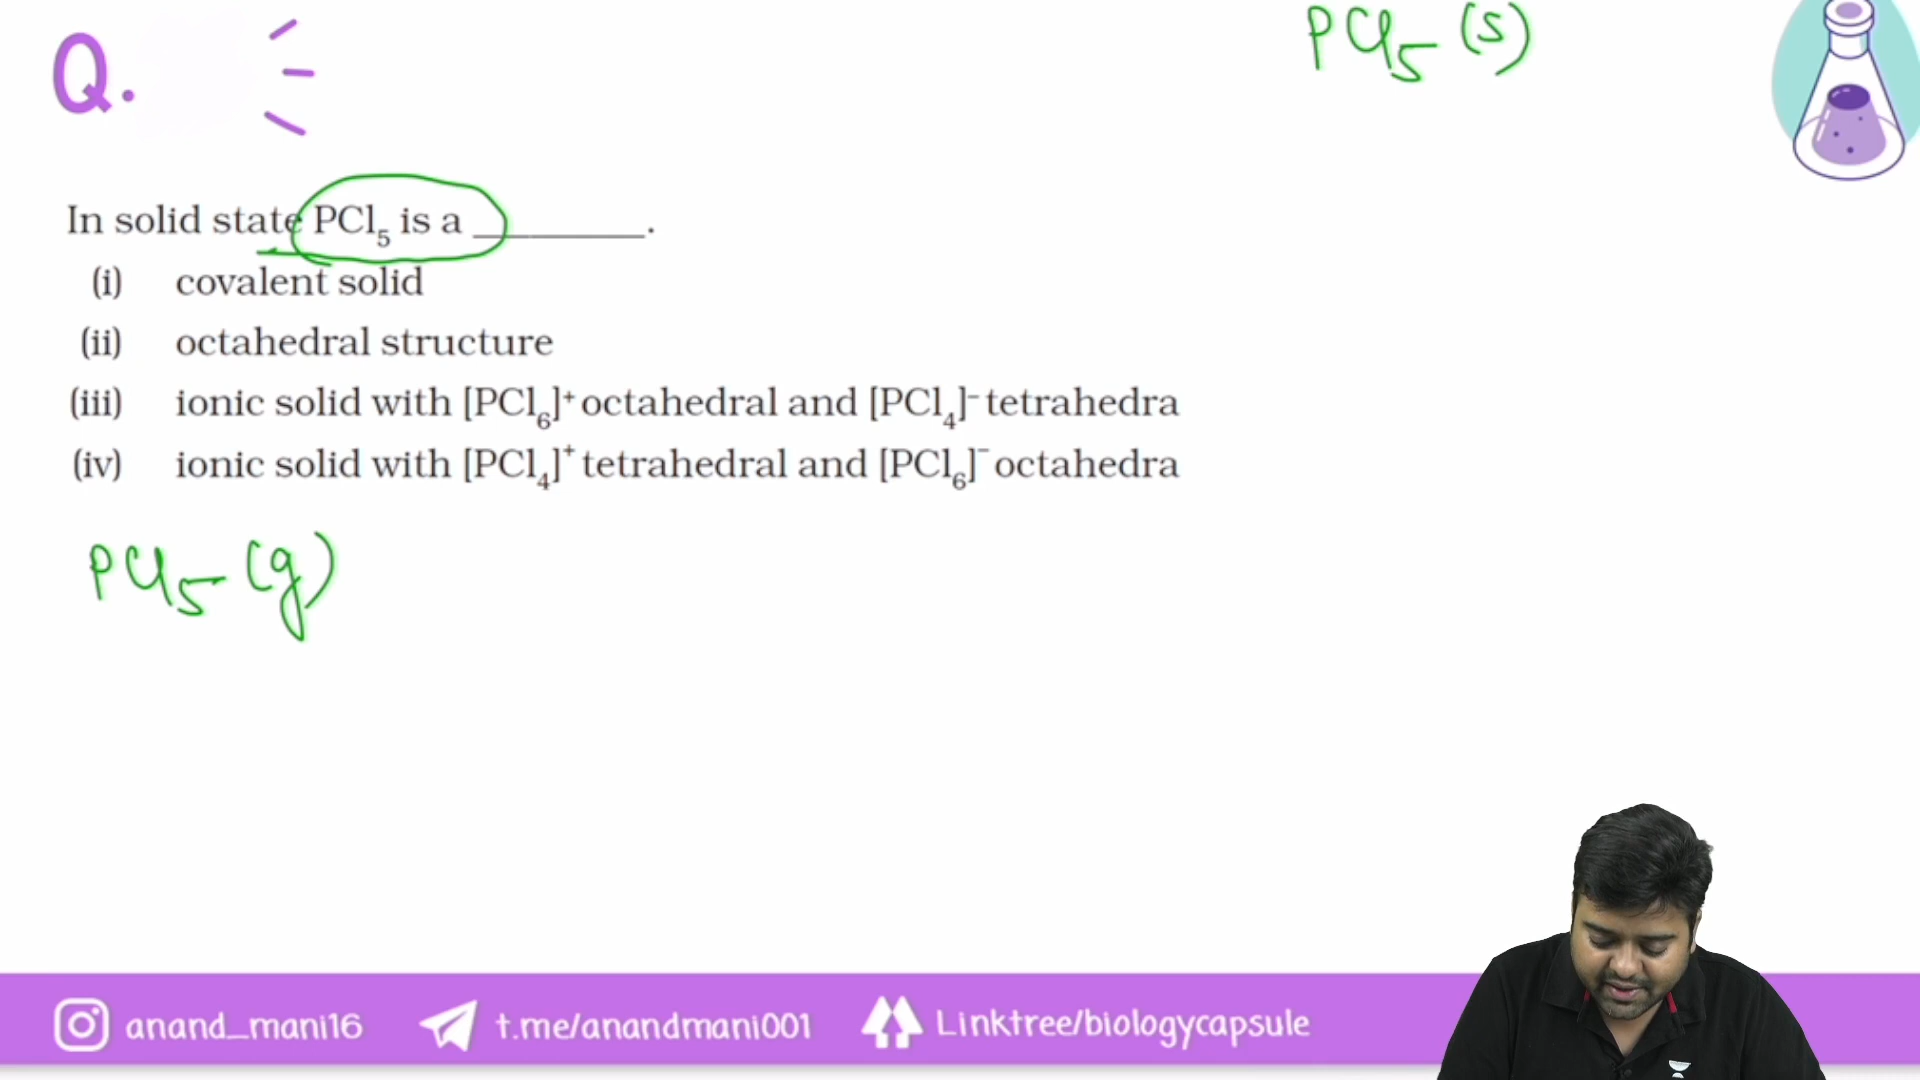 Q.
PCl₅ (s)
In solid state PCl₅ is a ________.
(i) covalent solid
(ii) octahedral structure
(iii) ionic solid with [PCl₆]⁺ octahedral and [PCl₄]⁻ tetrahedra
(iv) ionic solid with [PCl₄]⁺ tetrahedral and [PCl₆]⁻ octahedra
PCl₅ (g)
anand_mani16 t.me/anandmani001 Linktree/biologycapsule